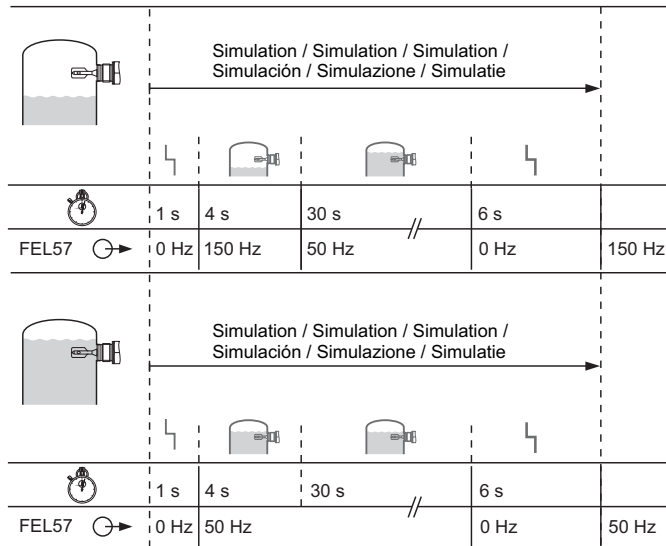 Simulation / Simulation / Simulation /
Simulación / Simulazione / Simulatie
1 s 4 s 30 s 6 s
FEL57 0 Hz 150 Hz 50 Hz 0 Hz 150 Hz
Simulation / Simulation / Simulation /
Simulación / Simulazione / Simulatie
1 s 4 s 30 s 6 s
FEL57 0 Hz 50 Hz 0 Hz 50 Hz